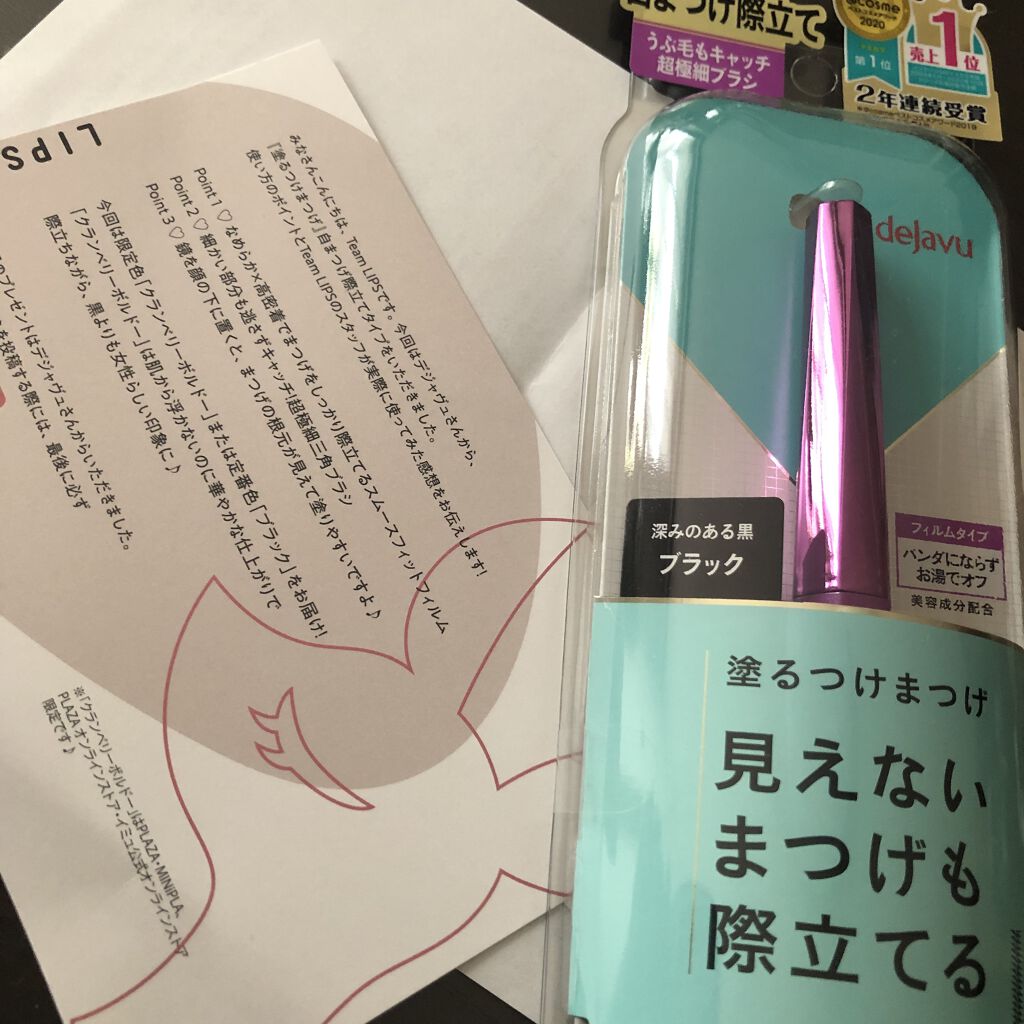 LIPS
みなさんこんにちは、Team LIPSです。今回はデジャヴュさんから、
『塗るつけまつげ』自まつげ際立てタイプをいただきました。
使い方のポイントとTeam LIPSのスタッフが実際に使ってみた感想をお伝えします!
Point 1 ♡ なめらか×高密着でまつげをしっかり際立てるスムースフィットフィルム
Point 2 ♡ 細かい部分も逃さずキャッチ!超極細三角ブラシ
Point 3 ♡ 鏡を顔の下に置くと、まつげの根元が見えて塗りやすいですよ♪
今回は限定色「クランベリーボルドー」または定番色「ブラック」をお届け!
「クランベリーボルドー」は肌から浮かないのに華やかな仕上がりで
際立ちながら、黒よりも女性らしい印象に♪
のプレゼントはデジャヴュさんからいただきました。
を投稿する際には、最後に必ず
※「クランベリーボルドー」はPLAZA・MINiPLA、
PLAZAオンラインストア・イミュ公式オンラインストア
限定です♪
自まつげ際立て
うぶ毛もキャッチ
超極細ブラシ
@cosme
2020
第1位
売上1位
2年連続受賞
dejavu
深みのある黒
ブラック
フィルムタイプ
パンダにならず
お湯でオフ
美容成分配合
塗るつけまつげ
見えない
まつげも
際立てる